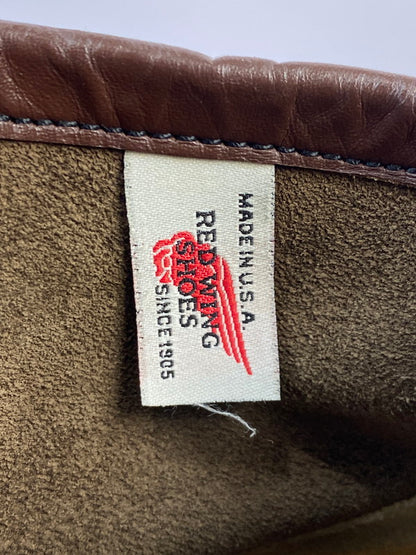 MADE IN U.S.A.
RED WING
SHOES
SINCE 1905